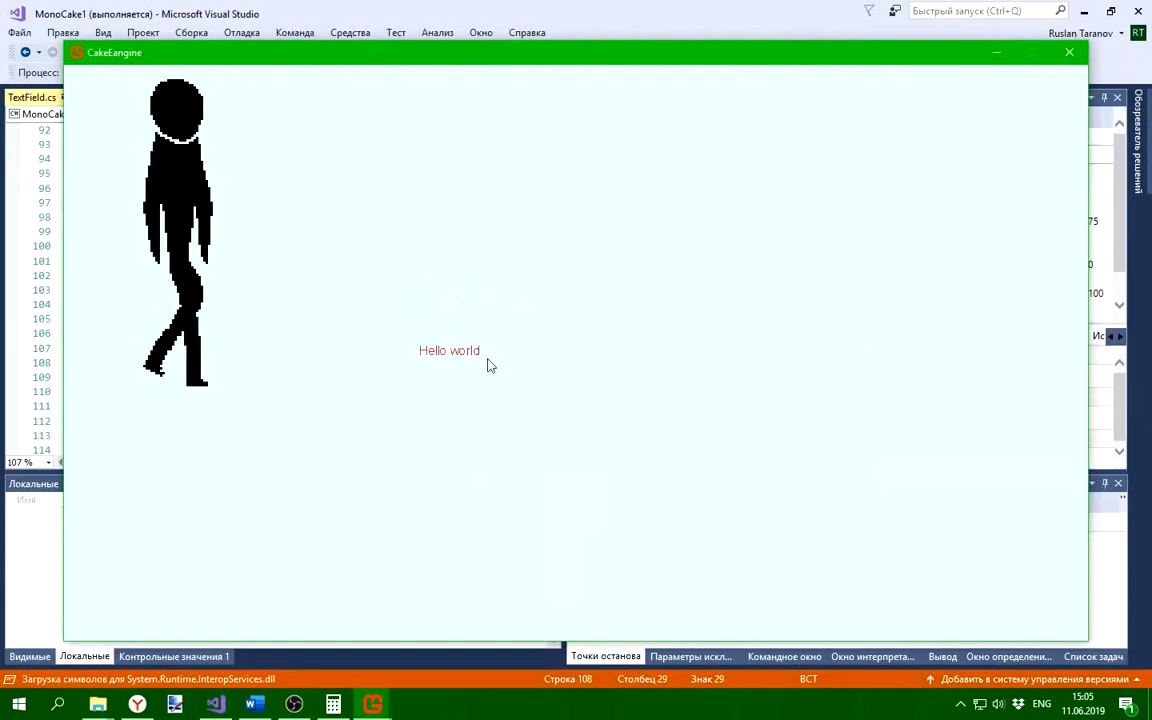 MonoCake1 (выполняется) - Microsoft Visual Studio
Быстрый запуск (Ctrl+Q)
Файл Правка Вид Проект Сборка Отладка Команда Средства Тест Анализ Окно Справка
Ruslan Taranov RT
CakeEangine
Процесс:
TextField.cs
MonoCak
Обозреватель решений
92
93
94
95
96
97
98
99
100
101
102
103
104
105
106
107
108
109
110
111
112
113
114
75
0
100
Hello world
Ис
107 %
Локальные
Имя
Видимые Локальные Контрольные значения 1
Точки останова Параметры искл... Командное окно Окно интерпрета... Вывод Окно определени... Список задач
Загрузка символов для System.Runtime.InteropServices.dll Строка 108 Столбец 29 Знак 29 ВСТ Добавить в систему управления версиями
ENG
15:05
11.06.2019
1